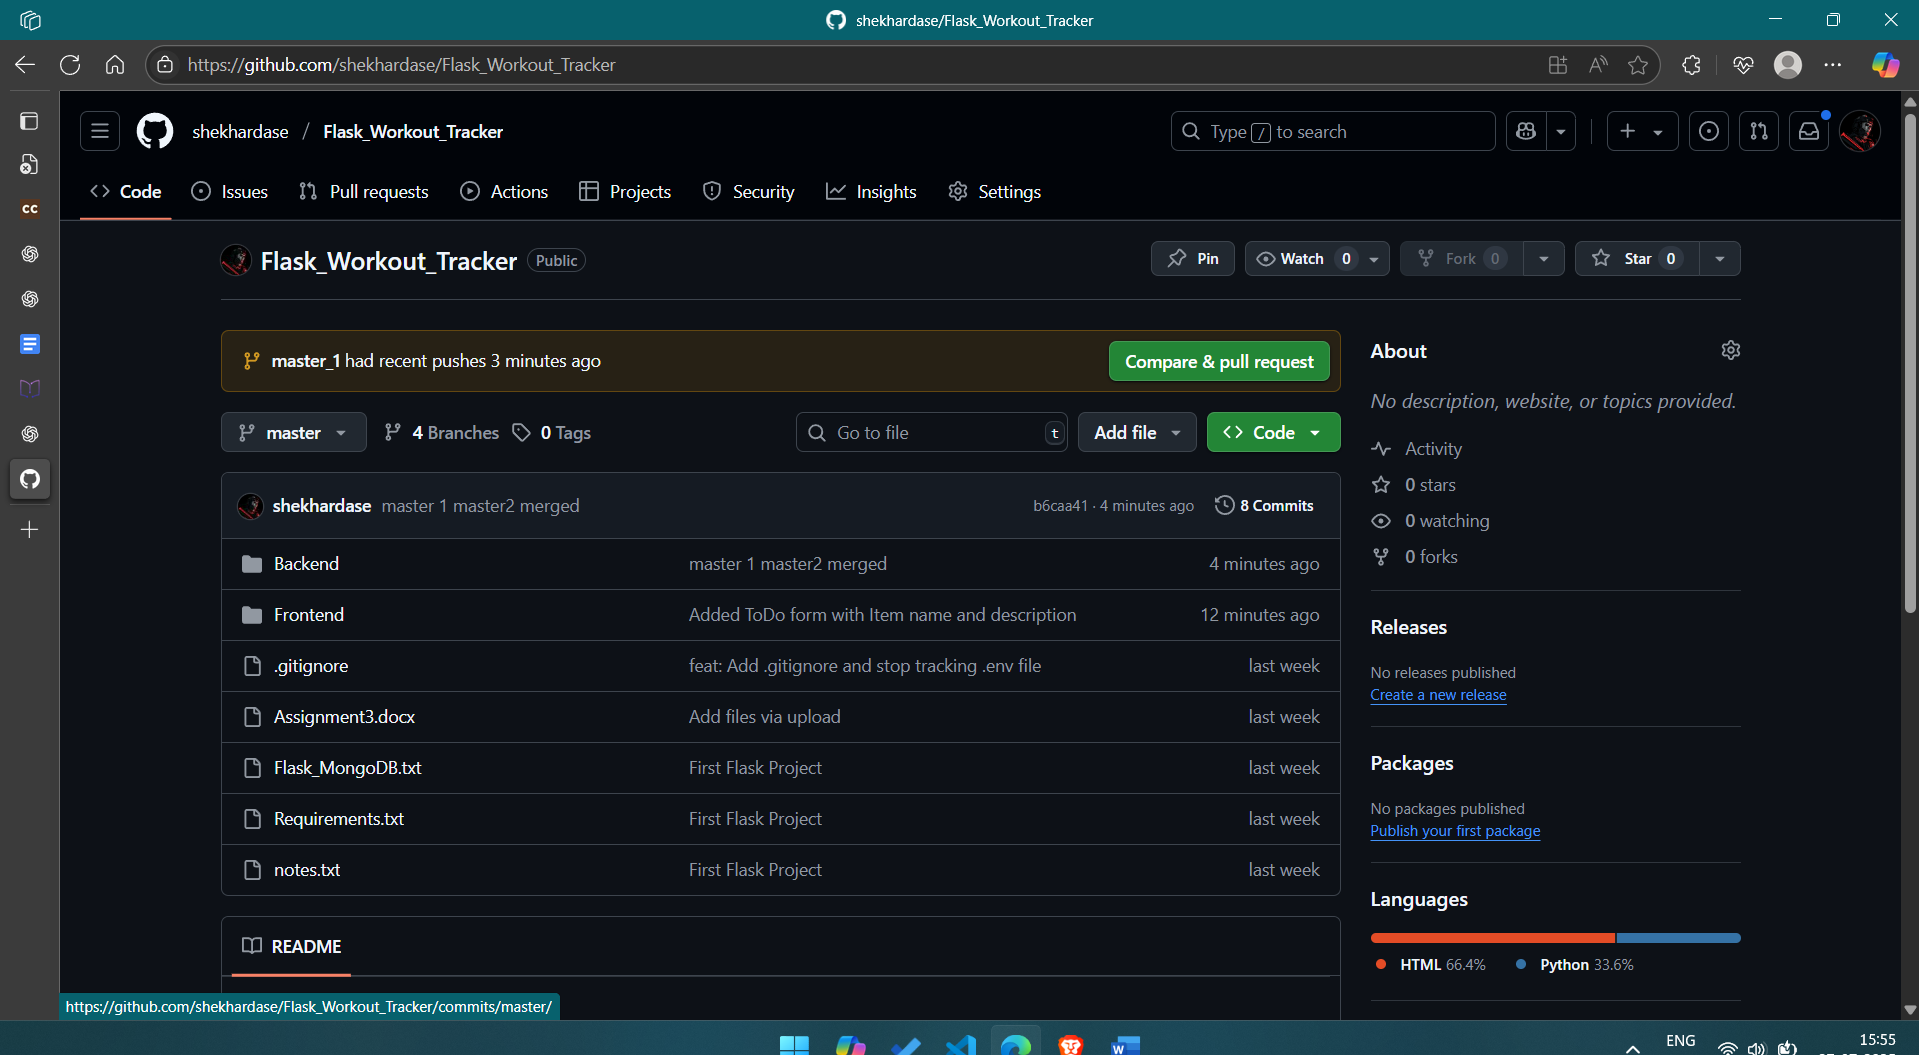 shekhardase/Flask_Workout_Tracker
https://github.com/shekhardase/Flask_Workout_Tracker
shekhardase / Flask_Workout_Tracker
Type / to search
Code
Issues
Pull requests
Actions
Projects
Security
Insights
Settings
CC
Flask_Workout_Tracker Public
Pin
Watch 0
Fork 0
Star 0
master_1 had recent pushes 3 minutes ago
Compare & pull request
master
4 Branches
0 Tags
Go to file t
Add file
Code
shekhardase master 1 master2 merged b6caa41 · 4 minutes ago 8 Commits
Backend master 1 master2 merged 4 minutes ago
Frontend Added ToDo form with Item name and description 12 minutes ago
.gitignore feat: Add .gitignore and stop tracking .env file last week
Assignment3.docx Add files via upload last week
Flask_MongoDB.txt First Flask Project last week
Requirements.txt First Flask Project last week
notes.txt First Flask Project last week
README
About
No description, website, or topics provided.
Activity
0 stars
0 watching
0 forks
Releases
No releases published
Create a new release
Packages
No packages published
Publish your first package
Languages
HTML 66.4% Python 33.6%
https://github.com/shekhardase/Flask_Workout_Tracker/commits/master/
W
ENG
15:55